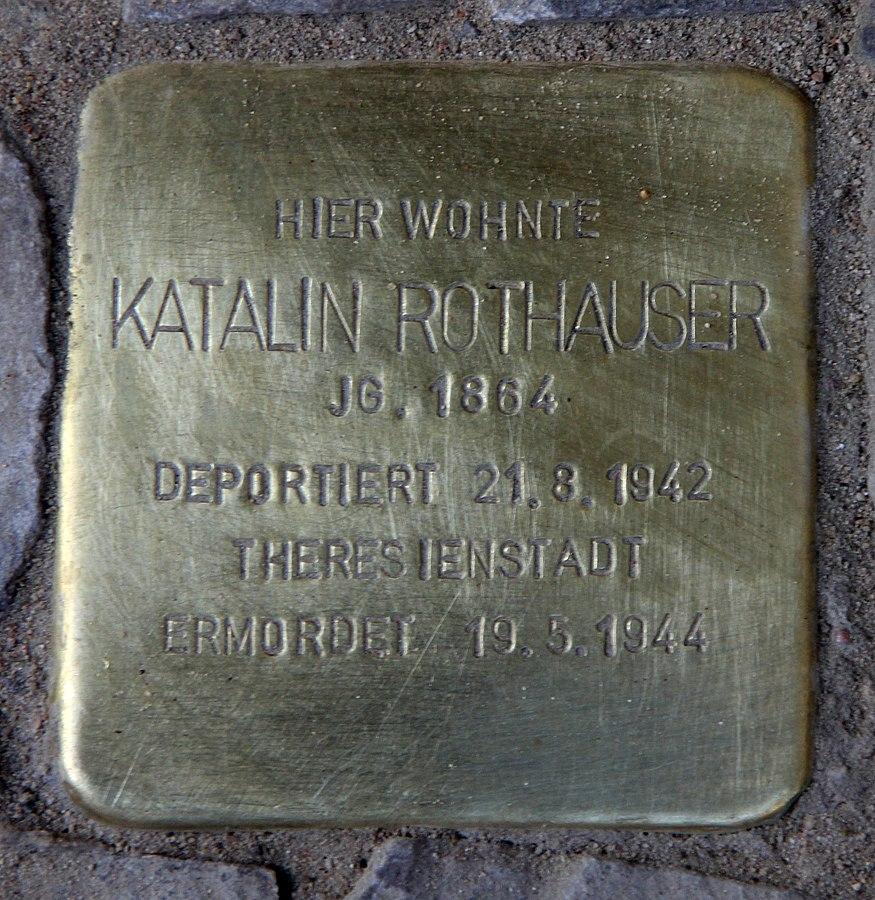 HIER WOHNTE
KATALIN ROTHAUSER
JG. 1864
DEPORTIERT 21.8.1942
THERESIENSTADT
ERMORDET 19.5.1944